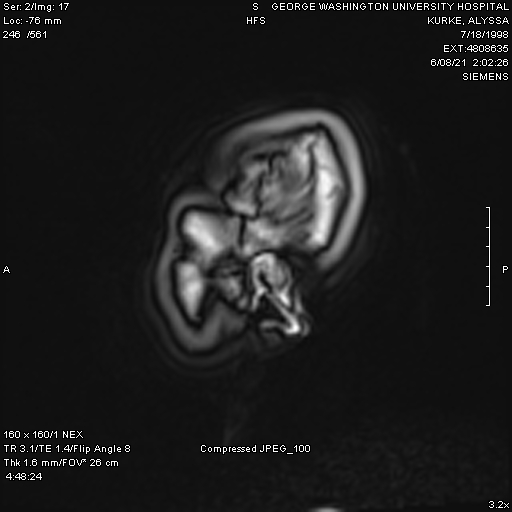 Ser: 2/Img: 17
Loc: -76 mm
246 /561
S GEORGE WASHINGTON UNIVERSITY HOSPITAL
HFS KURKE, ALYSSA
7/18/1998
EXT:4808635
6/08/21 2:02:26
SIEMENS
A
P
160 x 160/1 NEX
TR 3.1/TE 1.4/Flip Angle 8
Thk 1.6 mm/FOV* 26 cm
4:48:24
Compressed JPEG_100
3.2x